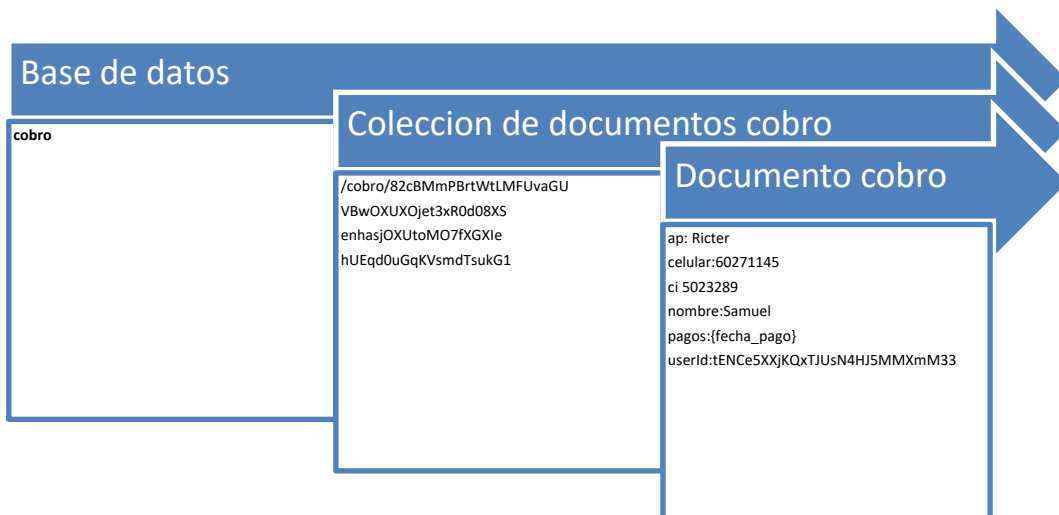 Base de datos
cobro
Coleccion de documentos cobro
/cobro/82cBMmPBrtWtLMFUvaGU
VBwOXUXOjet3xR0d08XS
enhasjOXUtoMO7fXGXIe
hUEqd0uGqKVsmdTsukG1
Documento cobro
ap: Ricter
celular:60271145
ci 5023289
nombre:Samuel
pagos:{fecha_pago}
userId:tENCe5XXjKQxTJUsN4HJ5MMXmM33